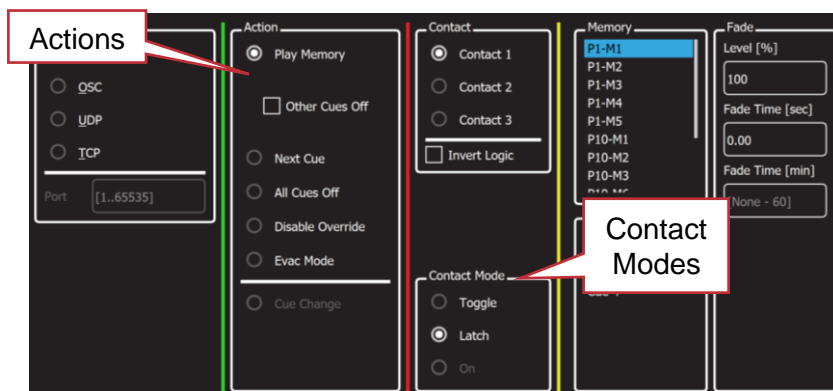 Actions
OSC
UDP
TCP
Port
[1..65535]
Action
Play Memory
Other Cues Off
Next Cue
All Cues Off
Disable Override
Evac Mode
Cue Change
Contact
Contact 1
Contact 2
Contact 3
Invert Logic
Contact Mode
Toggle
Latch
On
Memory
P1-M1
P1-M2
P1-M3
P1-M4
P1-M5
P10-M1
P10-M2
P10-M3
Contact
Modes
Fade
Level [%]
100
Fade Time [sec]
0.00
Fade Time [min]
[None - 60]